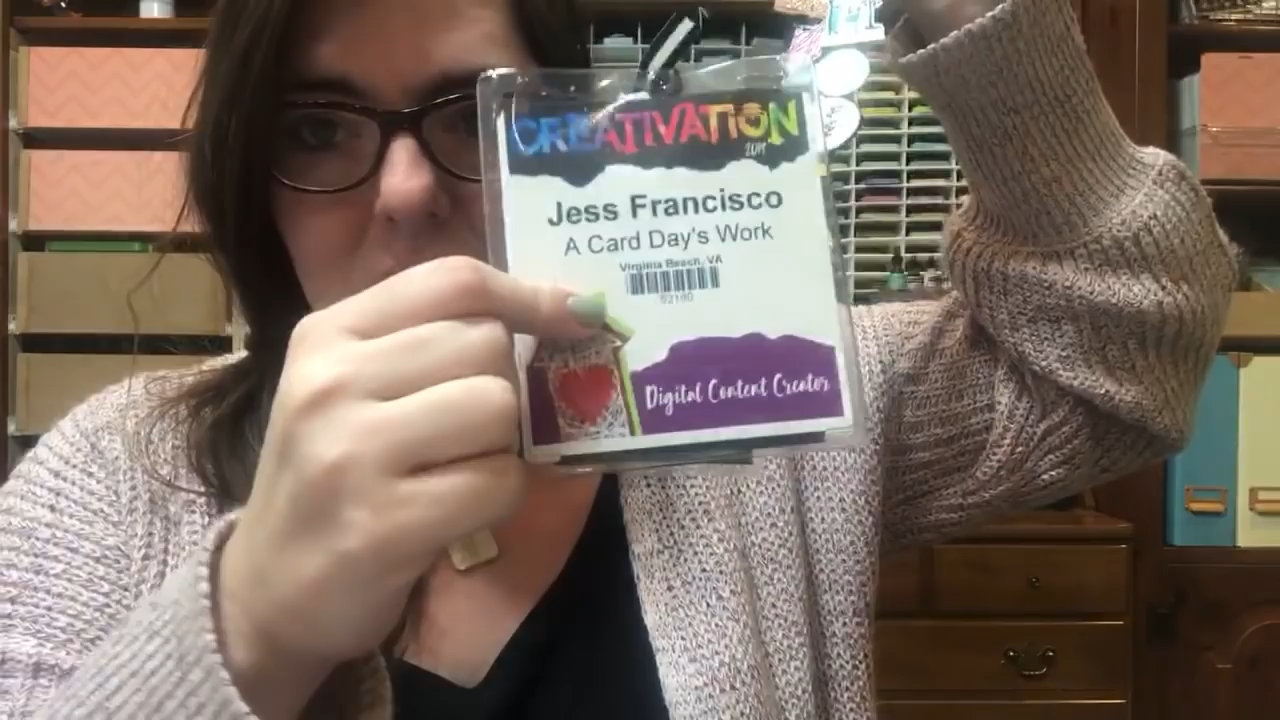 CREATIVATION
2019
Jess Francisco
A Card Day's Work
Virginia Beach, VA
Digital Content Creator